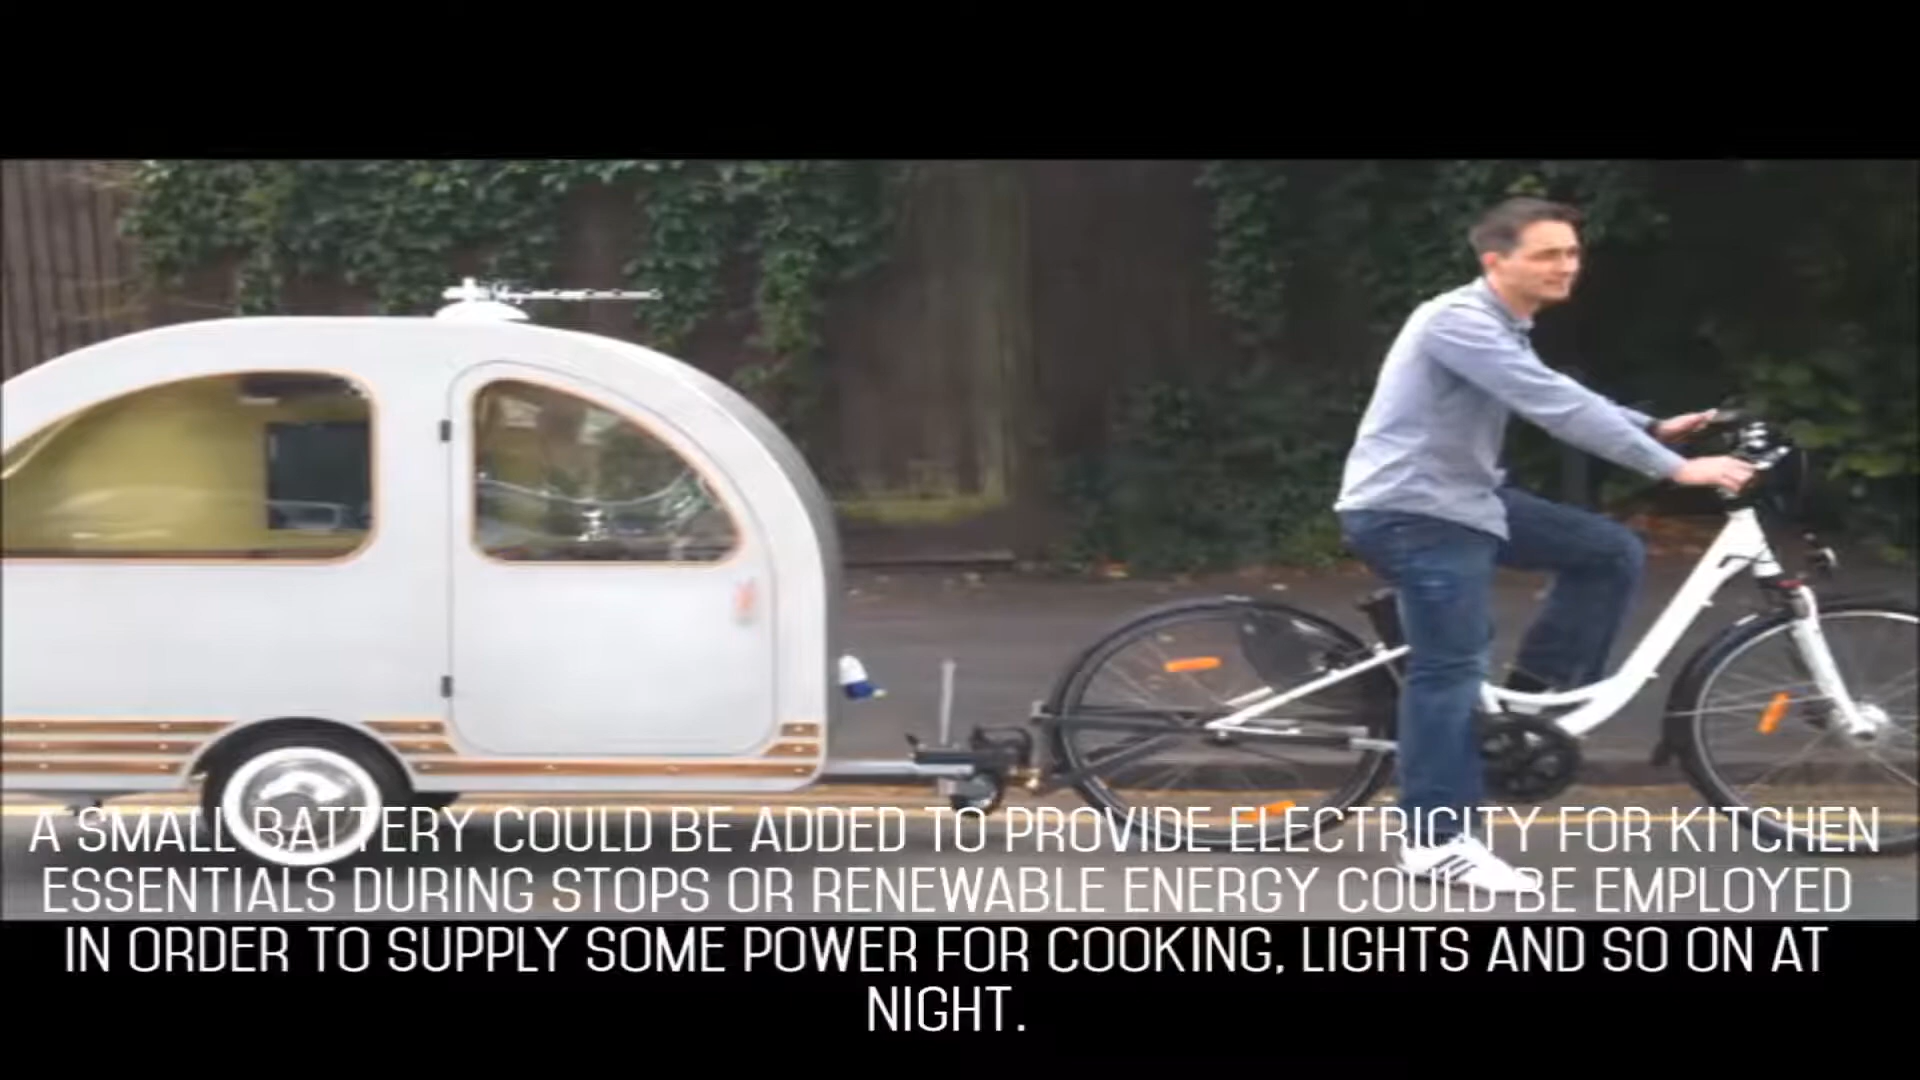 A SMALL BATTERY COULD BE ADDED TO PROVIDE ELECTRICITY FOR KITCHEN
ESSENTIALS DURING STOPS OR RENEWABLE ENERGY COULD BE EMPLOYED
IN ORDER TO SUPPLY SOME POWER FOR COOKING, LIGHTS AND SO ON AT
NIGHT.